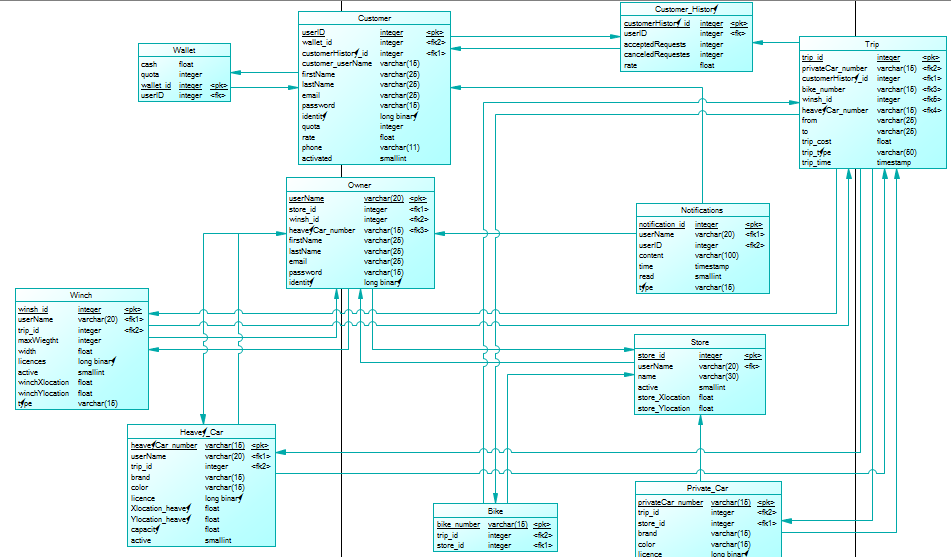 Customer
userID integer <pk>
wallet_id integer <fk2>
customerHistory_id integer <fk1>
customer_userName varchar(15)
firstName varchar(25)
lastName varchar(25)
email varchar(25)
password varchar(15)
identity long binary
quota integer
rate float
phone varchar(11)
activated smallint
Customer_History
customerHistory_id integer <pk>
userID integer <fk>
acceptedRequests integer
canceledRequests integer
rate float
Wallet
cash float
quota integer
wallet_id integer <pk>
userID integer <fk>
Trip
trip_id integer <pk>
privateCar_number varchar(15) <fk2>
customerHistory_id integer <fk1>
bike_number varchar(15) <fk3>
winsh_id integer <fk5>
heaveyCar_number varchar(15) <fk4>
from varchar(25)
to varchar(25)
trip_cost float
trip_type varchar(50)
trip_time timestamp
Owner
userName varchar(20) <pk>
store_id integer <fk1>
winsh_id integer <fk2>
heaveyCar_number varchar(15) <fk3>
firstName varchar(25)
lastName varchar(25)
email varchar(25)
password varchar(15)
identity long binary
Notifications
notification_id integer <pk>
userName varchar(20) <fk1>
userID integer <fk2>
content varchar(100)
time timestamp
read smallint
type varchar(15)
Winch
winsh_id integer <pk>
userName varchar(20) <fk1>
trip_id integer <fk2>
maxWiegtht integer
width float
licences long binary
active smallint
winchXlocation float
winchYlocation float
type varchar(15)
Store
store_id integer <pk>
userName varchar(20) <fk>
name varchar(30)
active smallint
store_Xlocation float
store_Ylocation float
Heavey_Car
heaveyCar_number varchar(15) <pk>
userName varchar(20) <fk1>
trip_id integer <fk2>
brand varchar(15)
color varchar(15)
licence long binary
Xlocation_heavey float
Ylocation_heavey float
capacity float
active smallint
Bike
bike_number varchar(15) <pk>
trip_id integer <fk2>
store_id integer <fk1>
Private_Car
privateCar_number varchar(15) <pk>
trip_id integer <fk2>
store_id integer <fk1>
brand varchar(15)
color varchar(15)
licence long binary